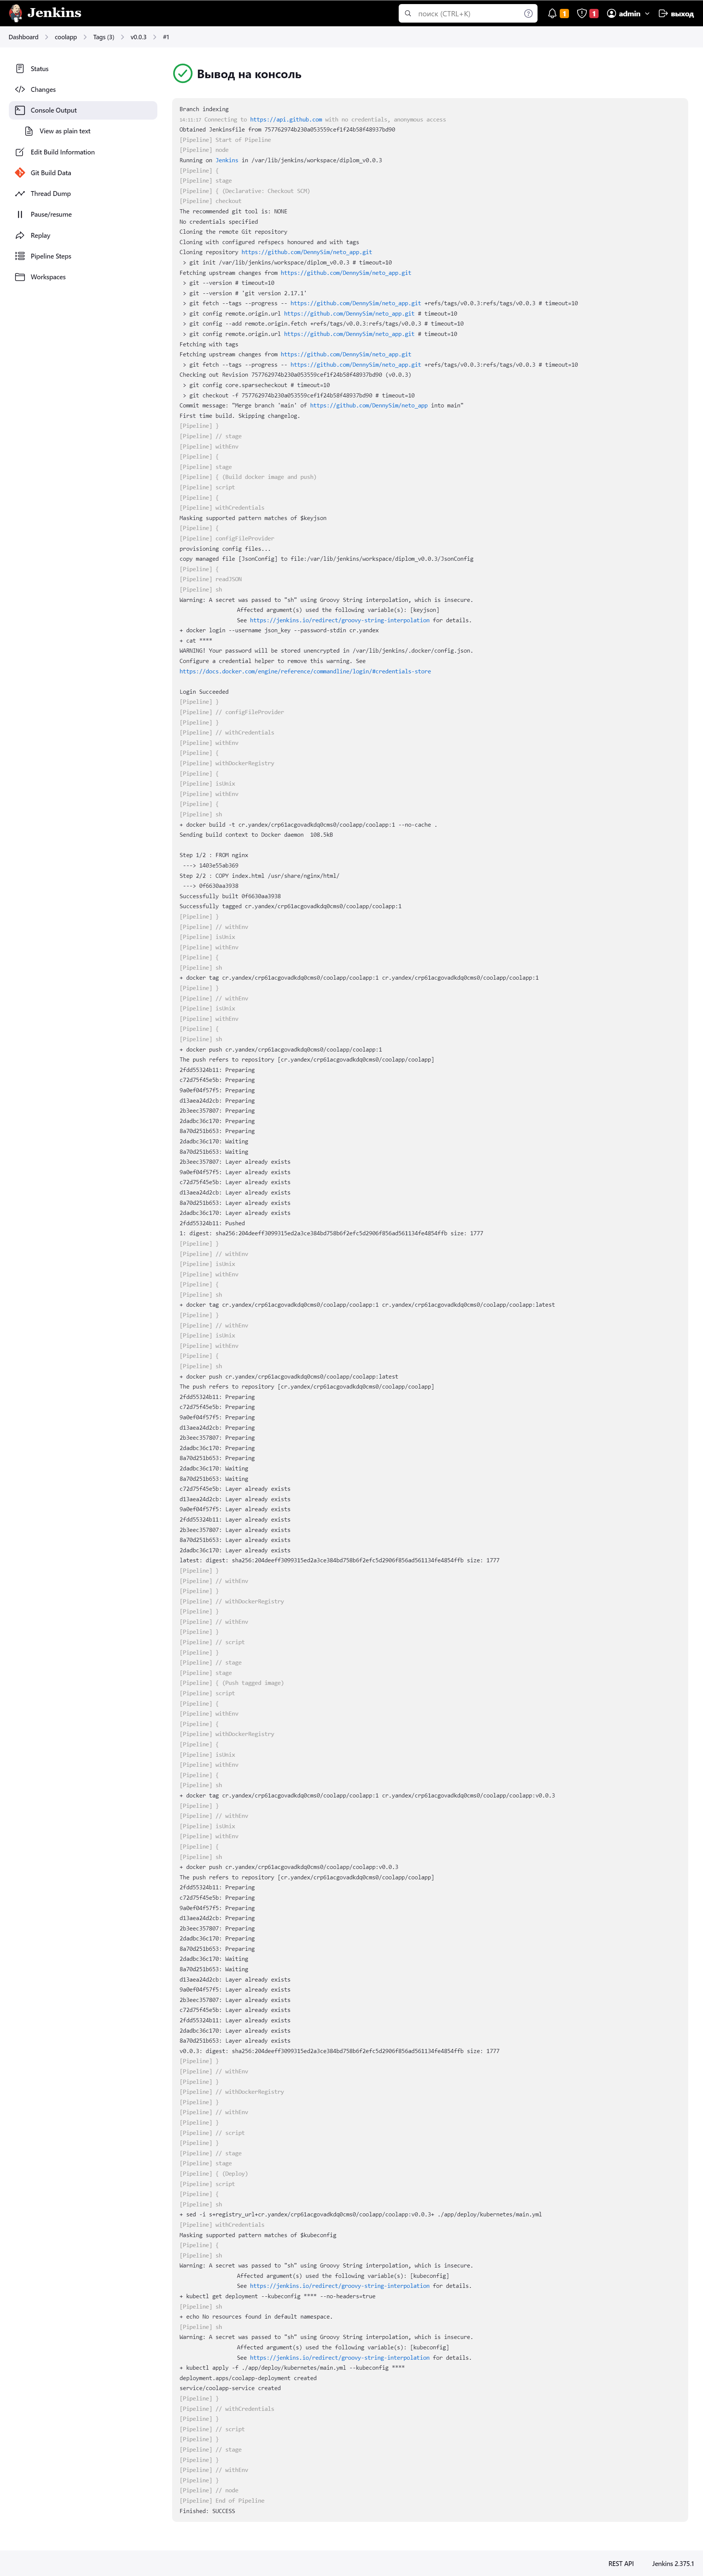 Jenkins
поиск (CTRL+K)
1
1
admin
выход
Dashboard
coolapp
Tags (3)
v0.0.3
#1
Status
Changes
Console Output
View as plain text
Edit Build Information
Git Build Data
Thread Dump
Pause/resume
Replay
Pipeline Steps
Workspaces
Вывод на консоль
Branch indexing
Connecting to https://api.github.com with no credentials, anonymous access
Obtained Jenkinsfile from 757762974b230a053559cef1f24b58f48937bd90
[Pipeline] Start of Pipeline
[Pipeline] node
Running on Jenkins in /var/lib/jenkins/workspace/diplom_v0.0.3
[Pipeline] {
[Pipeline] stage
[Pipeline] { (Declarative: Checkout SCM)
[Pipeline] checkout
The recommended git tool is: NONE
No credentials specified
Cloning the remote Git repository
Cloning with configured refspecs honoured and with tags
Cloning repository https://github.com/DennySim/neto_app.git
> git init /var/lib/jenkins/workspace/diplom_v0.0.3 # timeout=10
Fetching upstream changes from https://github.com/DennySim/neto_app.git
> git --version # timeout=10
> git --version # 'git version 2.17.1'
> git fetch --tags --progress -- https://github.com/DennySim/neto_app.git +refs/tags/v0.0.3:refs/tags/v0.0.3 # timeout=10
> git config remote.origin.url https://github.com/DennySim/neto_app.git # timeout=10
> git config --add remote.origin.fetch +refs/tags/v0.0.3:refs/tags/v0.0.3 # timeout=10
> git config remote.origin.url https://github.com/DennySim/neto_app.git # timeout=10
Fetching with tags
Fetching upstream changes from https://github.com/DennySim/neto_app.git
> git fetch --tags --progress -- https://github.com/DennySim/neto_app.git +refs/tags/v0.0.3:refs/tags/v0.0.3 # timeout=10
Checking out Revision 757762974b230a053559cef1f24b58f48937bd90 (v0.0.3)
> git config core.sparsecheckout # timeout=10
> git checkout -f 757762974b230a053559cef1f24b58f48937bd90 # timeout=10
Commit message: "Merge branch 'main' of https://github.com/DennySim/neto_app into main"
First time build. Skipping changelog.
[Pipeline] }
[Pipeline] // stage
[Pipeline] withEnv
[Pipeline] {
[Pipeline] stage
[Pipeline] { (Build docker image and push)
[Pipeline] script
[Pipeline] {
[Pipeline] withCredentials
Masking supported pattern matches of $keyjson
[Pipeline] {
[Pipeline] configFileProvider
provisioning config files...
copy managed file [JsonConfig] to file:/var/lib/jenkins/workspace/diplom_v0.0.3/JsonConfig
[Pipeline] {
[Pipeline] readJSON
[Pipeline] sh
Warning: A secret was passed to "sh" using Groovy String interpolation, which is insecure.
Affected argument(s) used the following variable(s): [keyjson]
See https://jenkins.io/redirect/groovy-string-interpolation for details.
+ docker login --username json_key --password-stdin cr.yandex
+ cat ****
WARNING! Your password will be stored unencrypted in /var/lib/jenkins/.docker/config.json.
Configure a credential helper to remove this warning. See
https://docs.docker.com/engine/reference/commandline/login/#credentials-store
Login Succeeded
[Pipeline] }
[Pipeline] // configFileProvider
[Pipeline] }
[Pipeline] // withCredentials
[Pipeline] withEnv
[Pipeline] {
[Pipeline] withDockerRegistry
[Pipeline] {
[Pipeline] isUnix
[Pipeline] withEnv
[Pipeline] {
[Pipeline] sh
+ docker build -t cr.yandex/crp61acgovadkdq0cms0/coolapp/coolapp:1 --no-cache .
Sending build context to Docker daemon  108.5kB
Step 1/2 : FROM nginx
---> 1403e55ab369
Step 2/2 : COPY index.html /usr/share/nginx/html/
---> 0f6630aa3938
Successfully built 0f6630aa3938
Successfully tagged cr.yandex/crp61acgovadkdq0cms0/coolapp/coolapp:1
[Pipeline] }
[Pipeline] // withEnv
[Pipeline] isUnix
[Pipeline] withEnv
[Pipeline] {
[Pipeline] sh
+ docker tag cr.yandex/crp61acgovadkdq0cms0/coolapp/coolapp:1 cr.yandex/crp61acgovadkdq0cms0/coolapp/coolapp:1
[Pipeline] }
[Pipeline] // withEnv
[Pipeline] isUnix
[Pipeline] withEnv
[Pipeline] {
[Pipeline] sh
+ docker push cr.yandex/crp61acgovadkdq0cms0/coolapp/coolapp:1
The push refers to repository [cr.yandex/crp61acgovadkdq0cms0/coolapp/coolapp]
2fdd55324b11: Preparing
c72d75f45e5b: Preparing
9a0ef04f57f5: Preparing
d13aea24d2cb: Preparing
2b3eec357807: Preparing
2dadbc36c170: Preparing
8a70d251b653: Preparing
2dadbc36c170: Waiting
8a70d251b653: Waiting
2b3eec357807: Layer already exists
9a0ef04f57f5: Layer already exists
c72d75f45e5b: Layer already exists
d13aea24d2cb: Layer already exists
8a70d251b653: Layer already exists
2dadbc36c170: Layer already exists
2fdd55324b11: Pushed
1: digest: sha256:204deeff3099315ed2a3ce384bd758b6f2efc5d2906f856ad561134fe4854ffb size: 1777
[Pipeline] }
[Pipeline] // withEnv
[Pipeline] isUnix
[Pipeline] withEnv
[Pipeline] {
[Pipeline] sh
+ docker tag cr.yandex/crp61acgovadkdq0cms0/coolapp/coolapp:1 cr.yandex/crp61acgovadkdq0cms0/coolapp/coolapp:latest
[Pipeline] }
[Pipeline] // withEnv
[Pipeline] isUnix
[Pipeline] withEnv
[Pipeline] {
[Pipeline] sh
+ docker push cr.yandex/crp61acgovadkdq0cms0/coolapp/coolapp:latest
The push refers to repository [cr.yandex/crp61acgovadkdq0cms0/coolapp/coolapp]
2fdd55324b11: Preparing
c72d75f45e5b: Preparing
9a0ef04f57f5: Preparing
d13aea24d2cb: Preparing
2b3eec357807: Preparing
2dadbc36c170: Preparing
8a70d251b653: Preparing
2dadbc36c170: Waiting
8a70d251b653: Waiting
c72d75f45e5b: Layer already exists
d13aea24d2cb: Layer already exists
9a0ef04f57f5: Layer already exists
2fdd55324b11: Layer already exists
2b3eec357807: Layer already exists
8a70d251b653: Layer already exists
2dadbc36c170: Layer already exists
latest: digest: sha256:204deeff3099315ed2a3ce384bd758b6f2efc5d2906f856ad561134fe4854ffb size: 1777
[Pipeline] }
[Pipeline] // withEnv
[Pipeline] }
[Pipeline] // withDockerRegistry
[Pipeline] }
[Pipeline] // withEnv
[Pipeline] }
[Pipeline] // script
[Pipeline] }
[Pipeline] // stage
[Pipeline] stage
[Pipeline] { (Push tagged image)
[Pipeline] script
[Pipeline] {
[Pipeline] withEnv
[Pipeline] {
[Pipeline] withDockerRegistry
[Pipeline] {
[Pipeline] isUnix
[Pipeline] withEnv
[Pipeline] {
[Pipeline] sh
+ docker tag cr.yandex/crp61acgovadkdq0cms0/coolapp/coolapp:1 cr.yandex/crp61acgovadkdq0cms0/coolapp/coolapp:v0.0.3
[Pipeline] }
[Pipeline] // withEnv
[Pipeline] isUnix
[Pipeline] withEnv
[Pipeline] {
[Pipeline] sh
+ docker push cr.yandex/crp61acgovadkdq0cms0/coolapp/coolapp:v0.0.3
The push refers to repository [cr.yandex/crp61acgovadkdq0cms0/coolapp/coolapp]
2fdd55324b11: Preparing
c72d75f45e5b: Preparing
9a0ef04f57f5: Preparing
d13aea24d2cb: Preparing
2b3eec357807: Preparing
2dadbc36c170: Preparing
8a70d251b653: Preparing
2dadbc36c170: Waiting
8a70d251b653: Waiting
d13aea24d2cb: Layer already exists
9a0ef04f57f5: Layer already exists
2b3eec357807: Layer already exists
c72d75f45e5b: Layer already exists
2fdd55324b11: Layer already exists
2dadbc36c170: Layer already exists
8a70d251b653: Layer already exists
v0.0.3: digest: sha256:204deeff3099315ed2a3ce384bd758b6f2efc5d2906f856ad561134fe4854ffb size: 1777
[Pipeline] }
[Pipeline] // withEnv
[Pipeline] }
[Pipeline] // withDockerRegistry
[Pipeline] }
[Pipeline] // withEnv
[Pipeline] }
[Pipeline] // script
[Pipeline] }
[Pipeline] // stage
[Pipeline] stage
[Pipeline] { (Deploy)
[Pipeline] script
[Pipeline] {
[Pipeline] sh
+ sed -i s+registry_url+cr.yandex/crp61acgovadkdq0cms0/coolapp/coolapp:v0.0.3+ ./app/deploy/kubernetes/main.yml
[Pipeline] withCredentials
Masking supported pattern matches of $kubeconfig
[Pipeline] {
[Pipeline] sh
Warning: A secret was passed to "sh" using Groovy String interpolation, which is insecure.
Affected argument(s) used the following variable(s): [kubeconfig]
See https://jenkins.io/redirect/groovy-string-interpolation for details.
+ kubectl get deployment --kubeconfig **** --no-headers=true
[Pipeline] sh
+ echo No resources found in default namespace.
[Pipeline] sh
Warning: A secret was passed to "sh" using Groovy String interpolation, which is insecure.
Affected argument(s) used the following variable(s): [kubeconfig]
See https://jenkins.io/redirect/groovy-string-interpolation for details.
+ kubectl apply -f ./app/deploy/kubernetes/main.yml --kubeconfig ****
deployment.apps/coolapp-deployment created
service/coolapp-service created
[Pipeline] }
[Pipeline] // withCredentials
[Pipeline] }
[Pipeline] // script
[Pipeline] }
[Pipeline] // stage
[Pipeline] }
[Pipeline] // withEnv
[Pipeline] }
[Pipeline] // node
[Pipeline] End of Pipeline
Finished: SUCCESS
REST API
Jenkins 2.375.1